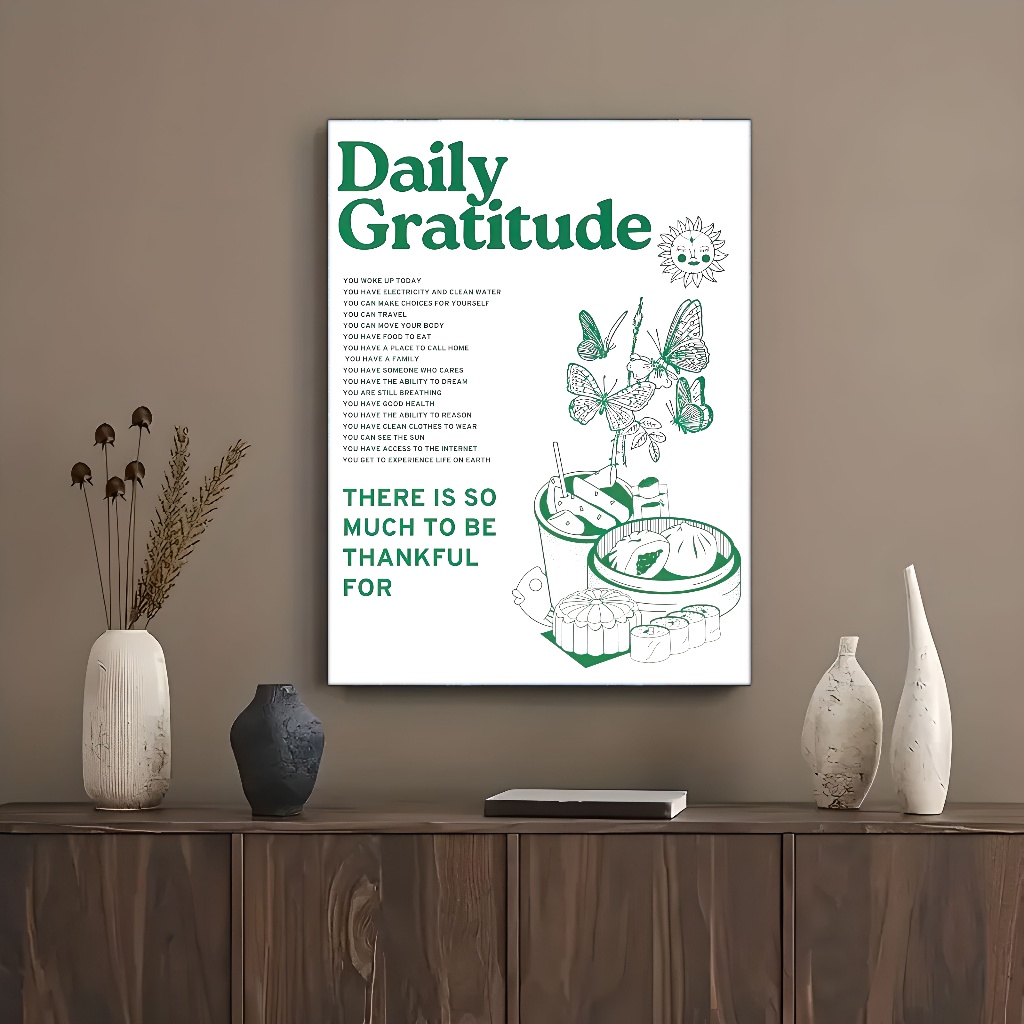 Daily
Gratitude
YOU WOKE UP TODAY
YOU HAVE ELECTRICITY AND CLEAN WATER
YOU CAN MAKE CHOICES FOR YOURSELF
YOU CAN TRAVEL
YOU CAN MOVE YOUR BODY
YOU HAVE FOOD TO EAT
YOU HAVE A PLACE TO CALL HOME
YOU HAVE A FAMILY
YOU HAVE SOMEONE WHO CARES
YOU HAVE THE ABILITY TO DREAM
YOU ARE STILL BREATHING
YOU HAVE GOOD HEALTH
YOU HAVE THE ABILITY TO REASON
YOU HAVE CLEAN CLOTHES TO WEAR
YOU CAN SEE THE SUN
YOU HAVE ACCESS TO THE INTERNET
YOU GET TO EXPERIENCE LIFE ON EARTH
THERE IS SO
MUCH TO BE
THANKFUL
FOR